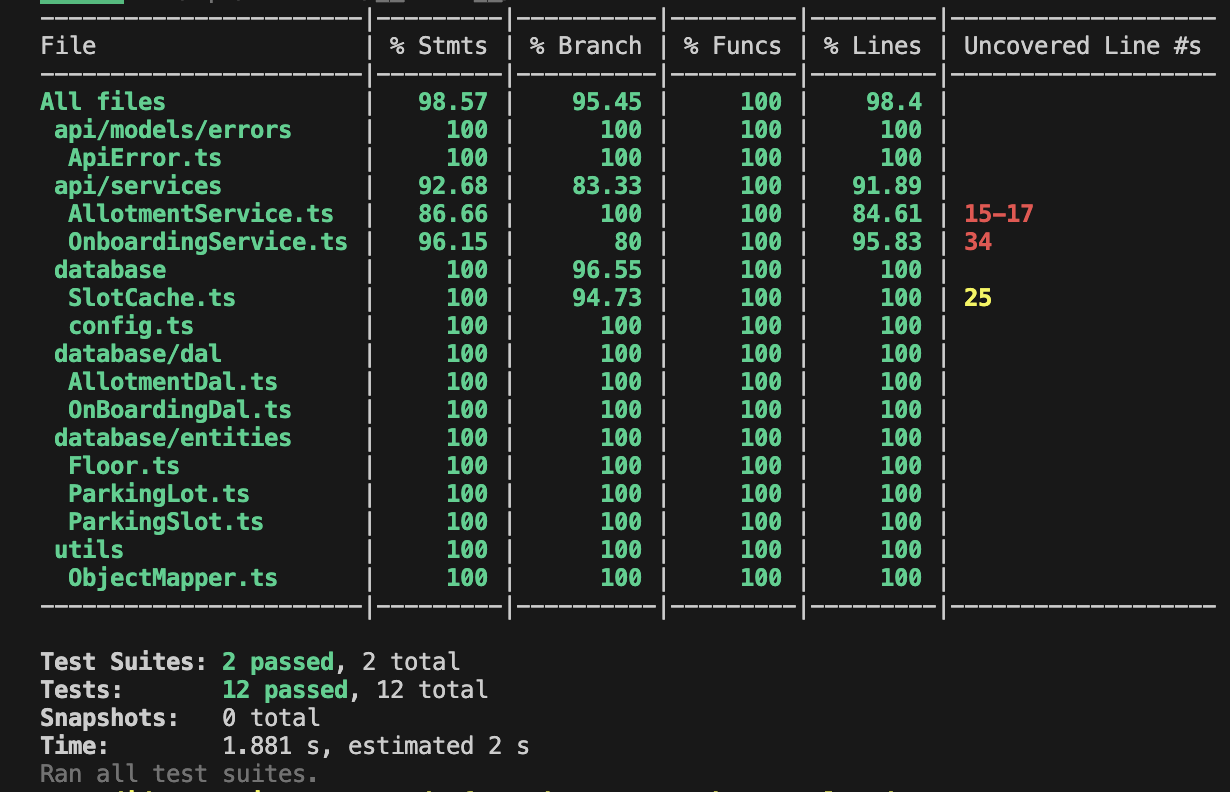 File | % Stmts | % Branch | % Funcs | % Lines | Uncovered Line #s
All files | 98.57 | 95.45 | 100 | 98.4 |
api/models/errors | 100 | 100 | 100 | 100 |
ApiError.ts | 100 | 100 | 100 | 100 |
api/services | 92.68 | 83.33 | 100 | 91.89 |
AllotmentService.ts | 86.66 | 100 | 100 | 84.61 | 15-17
OnboardingService.ts | 96.15 | 80 | 100 | 95.83 | 34
database | 100 | 96.55 | 100 | 100 |
SlotCache.ts | 100 | 94.73 | 100 | 100 | 25
config.ts | 100 | 100 | 100 | 100 |
database/dal | 100 | 100 | 100 | 100 |
AllotmentDal.ts | 100 | 100 | 100 | 100 |
OnBoardingDal.ts | 100 | 100 | 100 | 100 |
database/entities | 100 | 100 | 100 | 100 |
Floor.ts | 100 | 100 | 100 | 100 |
ParkingLot.ts | 100 | 100 | 100 | 100 |
ParkingSlot.ts | 100 | 100 | 100 | 100 |
utils | 100 | 100 | 100 | 100 |
ObjectMapper.ts | 100 | 100 | 100 | 100 |
Test Suites: 2 passed, 2 total
Tests: 12 passed, 12 total
Snapshots: 0 total
Time: 1.881 s, estimated 2 s
Ran all test suites.